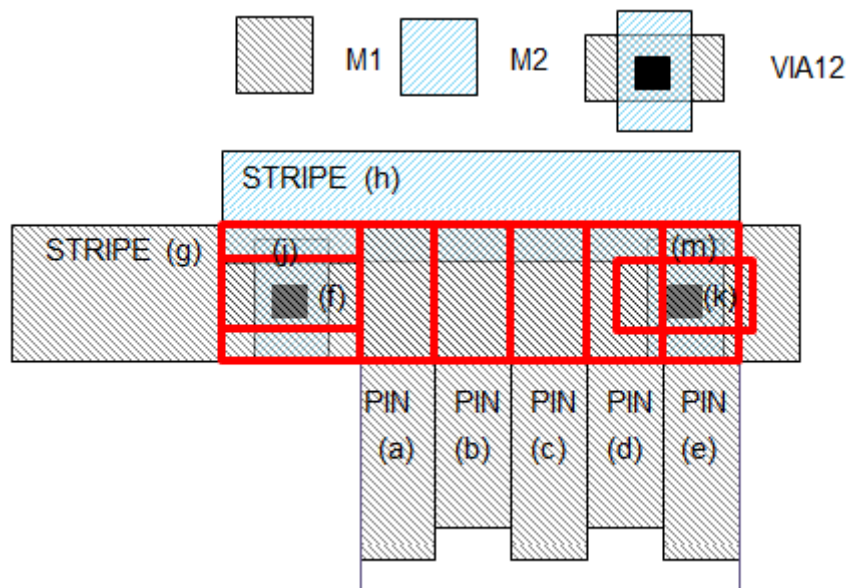 M1
M2
VIA12
STRIPE (h)
STRIPE (g)
(j)
(m)
(f)
(k)
PIN
(a)
PIN
(b)
PIN
(c)
PIN
(d)
PIN
(e)